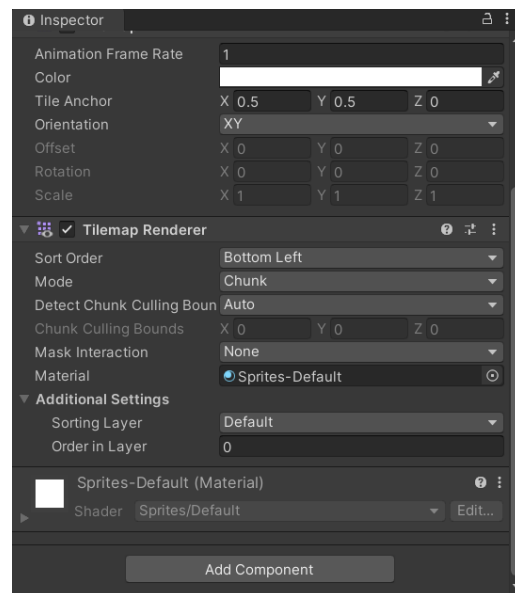 Inspector
Animation Frame Rate 1
Color
Tile Anchor X 0.5 Y 0.5 Z 0
Orientation XY
Offset X 0 Y 0 Z 0
Rotation X 0 Y 0 Z 0
Scale X 1 Y 1 Z 1
Tilemap Renderer
Sort Order Bottom Left
Mode Chunk
Detect Chunk Culling Boun Auto
Chunk Culling Bounds X 0 Y 0 Z 0
Mask Interaction None
Material Sprites-Default
Additional Settings
Sorting Layer Default
Order in Layer 0
Sprites-Default (Material)
Shader Sprites/Default Edit...
Add Component